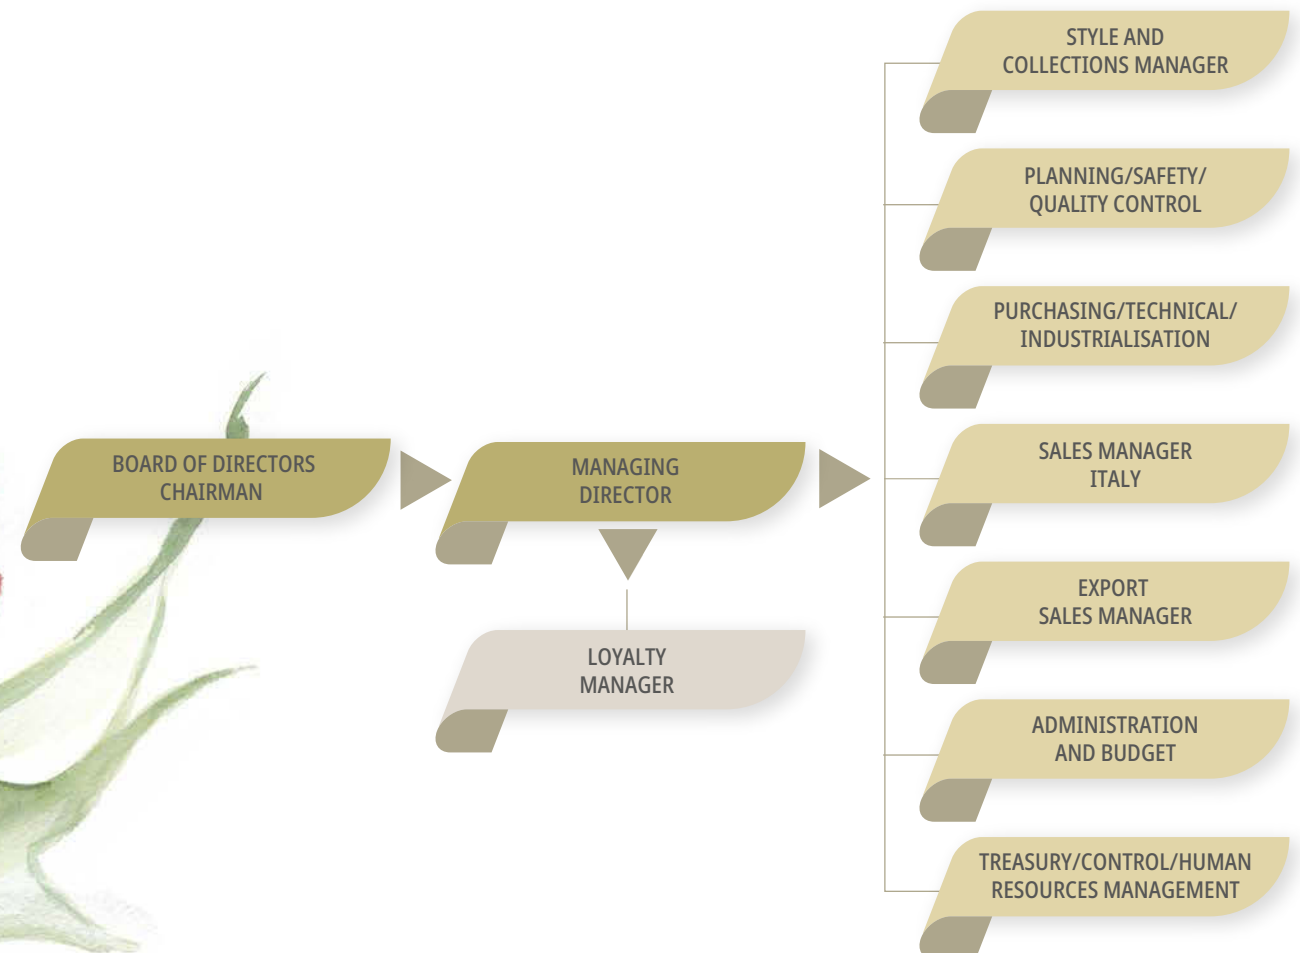 BOARD OF DIRECTORS
CHAIRMAN
MANAGING
DIRECTOR
LOYALTY
MANAGER
STYLE AND
COLLECTIONS MANAGER
PLANNING/SAFETY/
QUALITY CONTROL
PURCHASING/TECHNICAL/
INDUSTRIALISATION
SALES MANAGER
ITALY
EXPORT
SALES MANAGER
ADMINISTRATION
AND BUDGET
TREASURY/CONTROL/HUMAN
RESOURCES MANAGEMENT